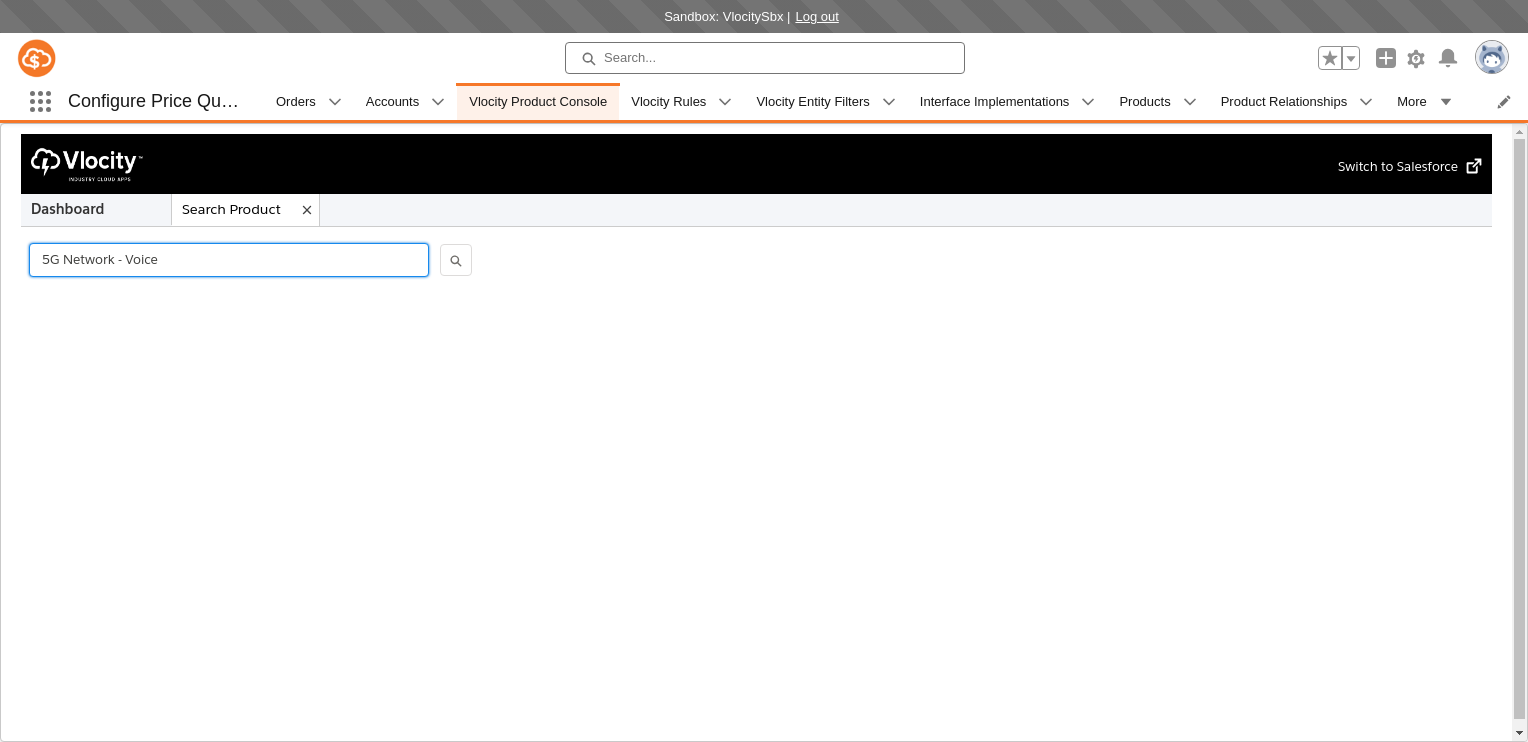 Sandbox: VlocitySbx | Log out
Search...
Configure Price Qu...
Orders
Accounts
Vlocity Product Console
Vlocity Rules
Vlocity Entity Filters
Interface Implementations
Products
Product Relationships
More
Vlocity™
INDUSTRY CLOUD APPS
Switch to Salesforce
Dashboard
Search Product
5G Network - Voice